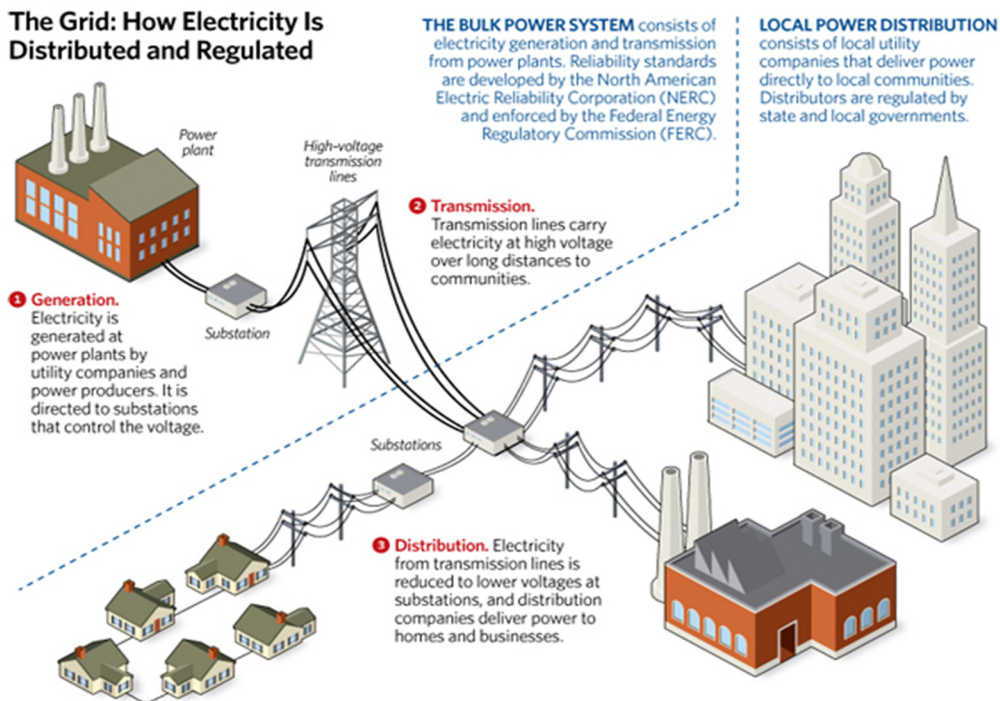 The Grid: How Electricity Is
Distributed and Regulated
THE BULK POWER SYSTEM consists of
electricity generation and transmission
from power plants. Reliability standards
are developed by the North American
Electric Reliability Corporation (NERC)
and enforced by the Federal Energy
Regulatory Commission (FERC).
LOCAL POWER DISTRIBUTION
consists of local utility
companies that deliver power
directly to local communities.
Distributors are regulated by
state and local governments.
Power
plant
High-voltage
transmission
lines
2 Transmission.
Transmission lines carry
electricity at high voltage
over long distances to
communities.
1 Generation.
Electricity is
generated at
power plants by
utility companies and
power producers. It is
directed to substations
that control the voltage.
Substation
Substations
3 Distribution. Electricity
from transmission lines is
reduced to lower voltages at
substations, and distribution
companies deliver power to
homes and businesses.